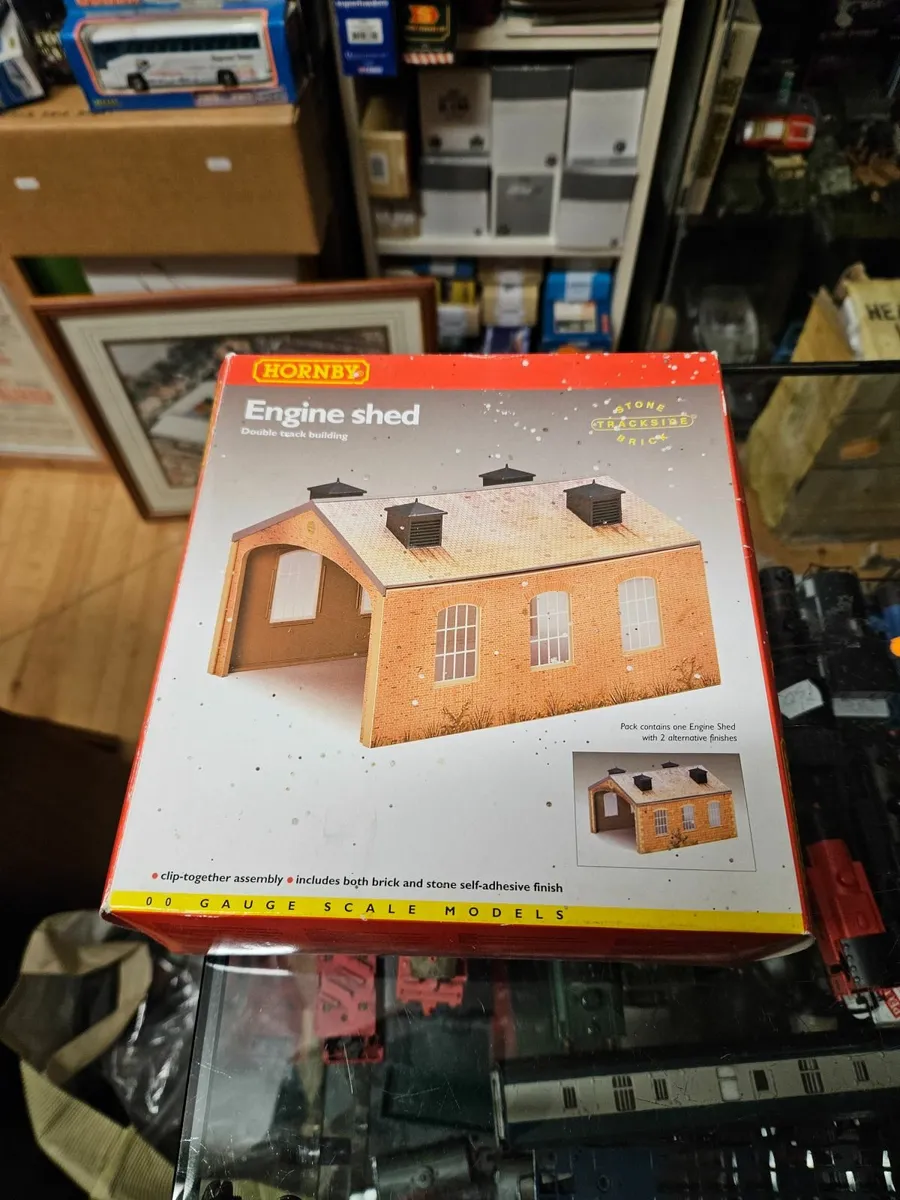 HORNBY
Engine shed
Double track building
STONE
TRACKSIDE
BRICK
Pack contains one Engine Shed
with 2 alternative finishes
• clip-together assembly • includes both brick and stone self-adhesive finish
00 GAUGE SCALE MODELS